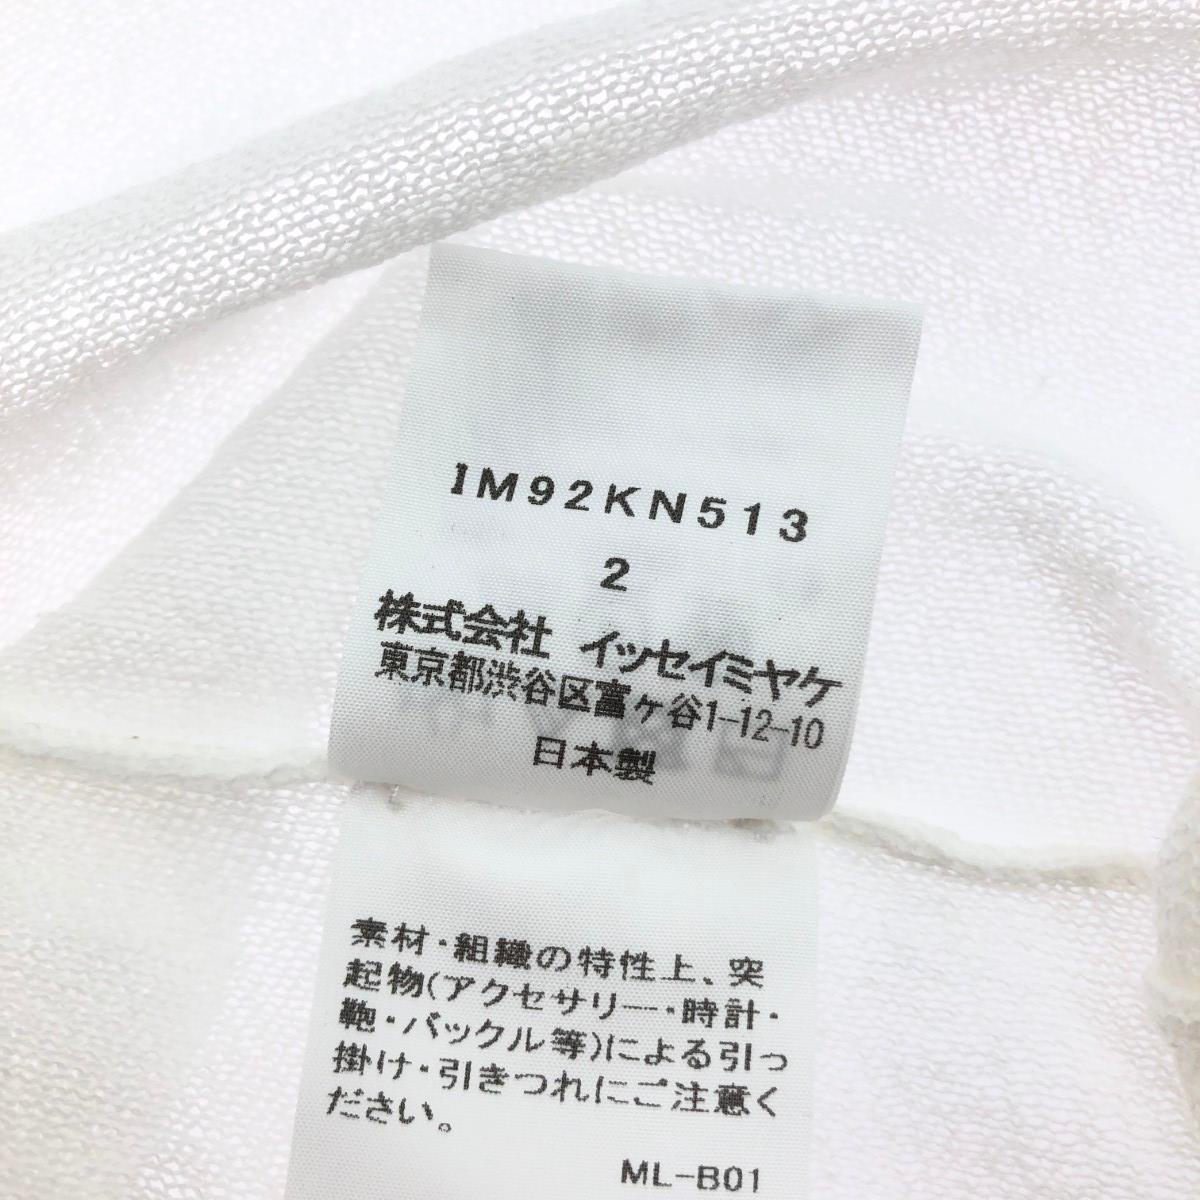 IM92KN513
2
株式会社 イッセイミヤケ
東京都渋谷区富ヶ谷1-12-10
日本製
素材・組織の特性上、突
起物(アクセサリー・時計・
鞄・バックル等)による引っ
掛け・引きつれにご注意く
ださい。
ML-B01